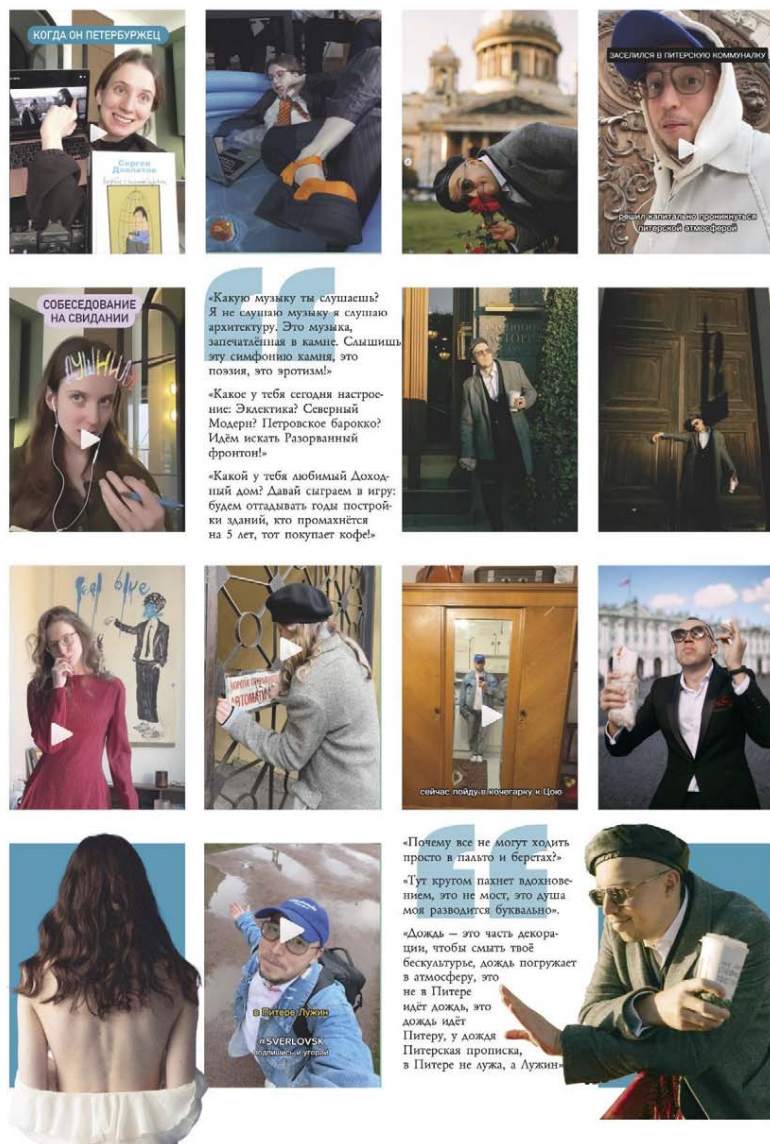 КОГДА ОН ПЕТЕРБУРЖЕЦ
Сергей
Довлатов
ЗАСЕЛИЛСЯ В ПИТЕРСКУЮ КОММУНАЛКУ
решил капитально проникнуться
питерской атмосферой
СОБЕСЕДОВАНИЕ
НА СВИДАНИИ
ДУШНИЛА
«Какую музыку ты слушаешь?
Я не слушаю музыку я слушаю
архитектуру. Это музыка,
запечатлённая в камне. Слышишь
эту симфонию камня, это
поэзия, это эротизм!»
«Какое у тебя сегодня настрое-
ние: Эклектика? Северный
Модерн? Петровское барокко?
Идём искать Разорванный
фронтон!»
«Какой у тебя любимый Доход-
ный дом? Давай сыграем в игру:
будем отгадывать годы построй-
ки зданий, кто промахнётся
на 5 лет, тот покупает кофе!»
feel blue
ВОРОТА ОТКРЫВАЮТСЯ
АВТОМАТИЧЕСКИ
сейчас пойду в кочегарку к Цою
в Питере Лужин
@SVERLOVSK
подпишись и угорай
«Почему все не могут ходить
просто в пальто и беретах?»
«Тут кругом пахнет вдохнове-
нием, это не мост, это душа
моя разводится буквально».
«Дождь — это часть декора-
ции, чтобы смыть твоё
бескультурье, дождь погружает
в атмосферу, это
не в Питере
идёт дождь, это
дождь идёт
Питеру, у дождя
Питерская прописка,
в Питере не лужа, а Лужин»